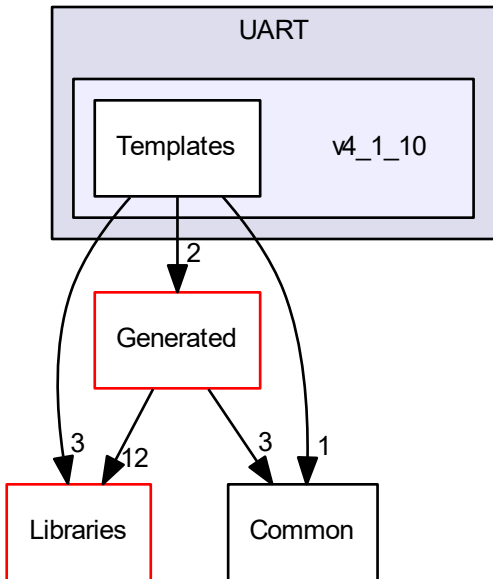 UART
Templates
v4_1_10
2
Generated
3
12
3
1
Libraries
Common